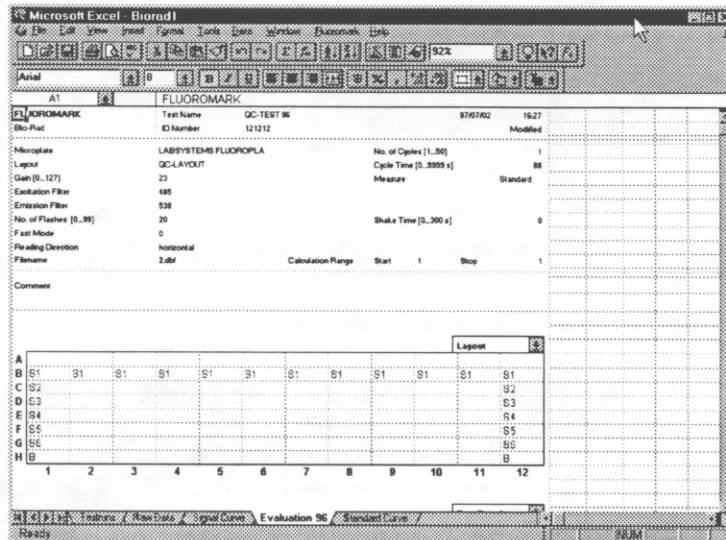 Microsoft Excel - Biorad1
File Edit View Insert Format Tools Data Window Fluoromark Help
92%
Arial 8 B I U
A1 FLUOROMARK
FLUOROMARK Test Name QC-TEST 96 97/07/02 16:27
Bio-Rad ID Number 121212 Modified
Microplate LABSYSTEMS FLUOROPLA No. of Cycles [1...50] 1
Layout QC-LAYOUT Cycle Time [0...9999 s] 88
Gain [0...127] 23 Measure Standard
Excitation Filter 485
Emission Filter 538
No. of Flashes [0...99] 20 Shake Time [0...300 s] 0
Fast Mode 0
Reading Direction horizontal
Filename 2.dbf Calculation Range Start 1 Stop 1
Comment
Layout
A
B S1 S1 S1 S1 S1 S1 S1 S1 S1 S1 S1 S1
C S2 S2
D S3 S3
E S4 S4
F S5 S5
G S6 S6
H B B
1 2 3 4 5 6 7 8 9 10 11 12
Testruns Raw Data Signal Curve Evaluation 96 Standard Curve
Ready NUM